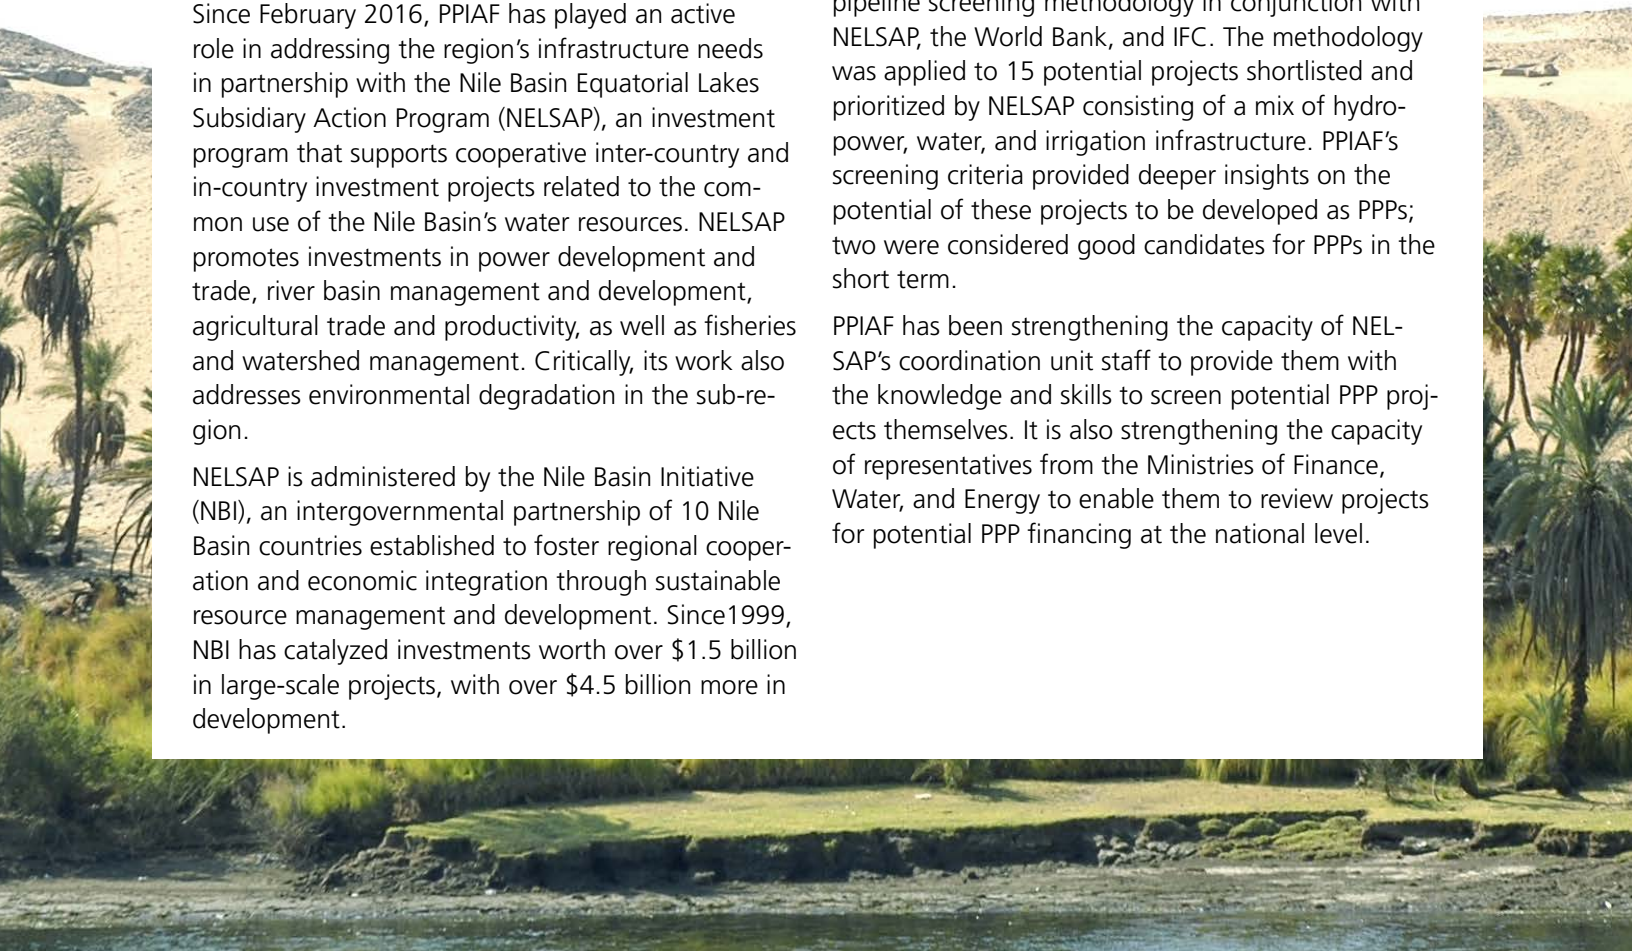 Since February 2016, PPIAF has played an active
role in addressing the region’s infrastructure needs
in partnership with the Nile Basin Equatorial Lakes
Subsidiary Action Program (NELSAP), an investment
program that supports cooperative inter-country and
in-country investment projects related to the com-
mon use of the Nile Basin’s water resources. NELSAP
promotes investments in power development and
trade, river basin management and development,
agricultural trade and productivity, as well as fisheries
and watershed management. Critically, its work also
addresses environmental degradation in the sub-re-
gion.
NELSAP is administered by the Nile Basin Initiative
(NBI), an intergovernmental partnership of 10 Nile
Basin countries established to foster regional cooper-
ation and economic integration through sustainable
resource management and development. Since1999,
NBI has catalyzed investments worth over $1.5 billion
in large-scale projects, with over $4.5 billion more in
development.
pipeline screening methodology in conjunction with
NELSAP, the World Bank, and IFC. The methodology
was applied to 15 potential projects shortlisted and
prioritized by NELSAP consisting of a mix of hydro-
power, water, and irrigation infrastructure. PPIAF’s
screening criteria provided deeper insights on the
potential of these projects to be developed as PPPs;
two were considered good candidates for PPPs in the
short term.
PPIAF has been strengthening the capacity of NEL-
SAP’s coordination unit staff to provide them with
the knowledge and skills to screen potential PPP proj-
ects themselves. It is also strengthening the capacity
of representatives from the Ministries of Finance,
Water, and Energy to enable them to review projects
for potential PPP financing at the national level.